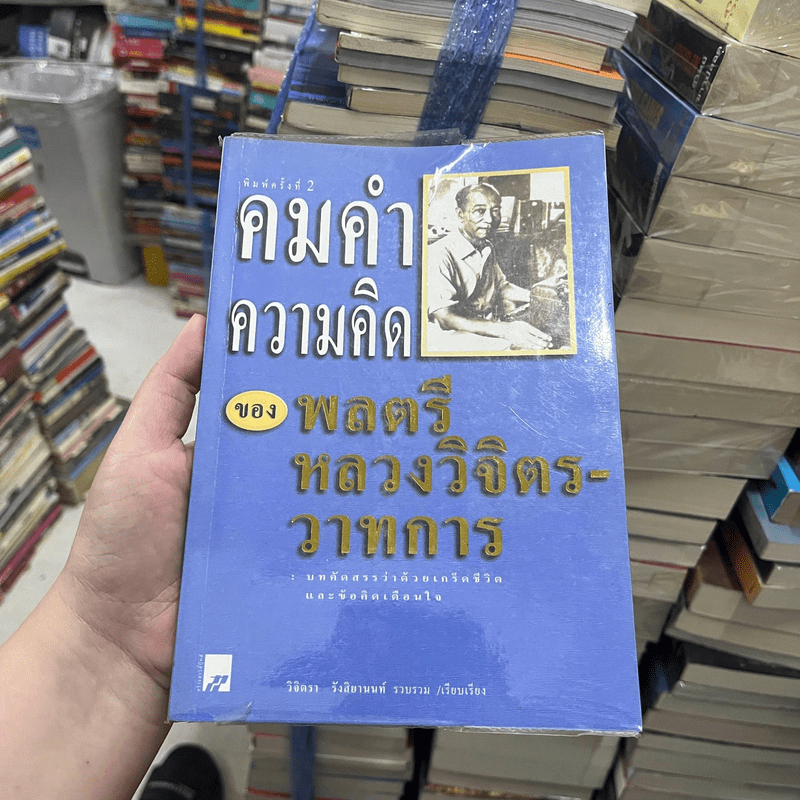 พิมพ์ครั้งที่ 2
คมคำ
ความคิด
ของ
พลตรี
หลวงวิจิตร-
วาทการ
: บทคัดสรรว่าด้วยเกร็ดชีวิต
และข้อคิดเตือนใจ
วิจิตรา รังสิยานนท์ รวบรวม /เรียบเรียง